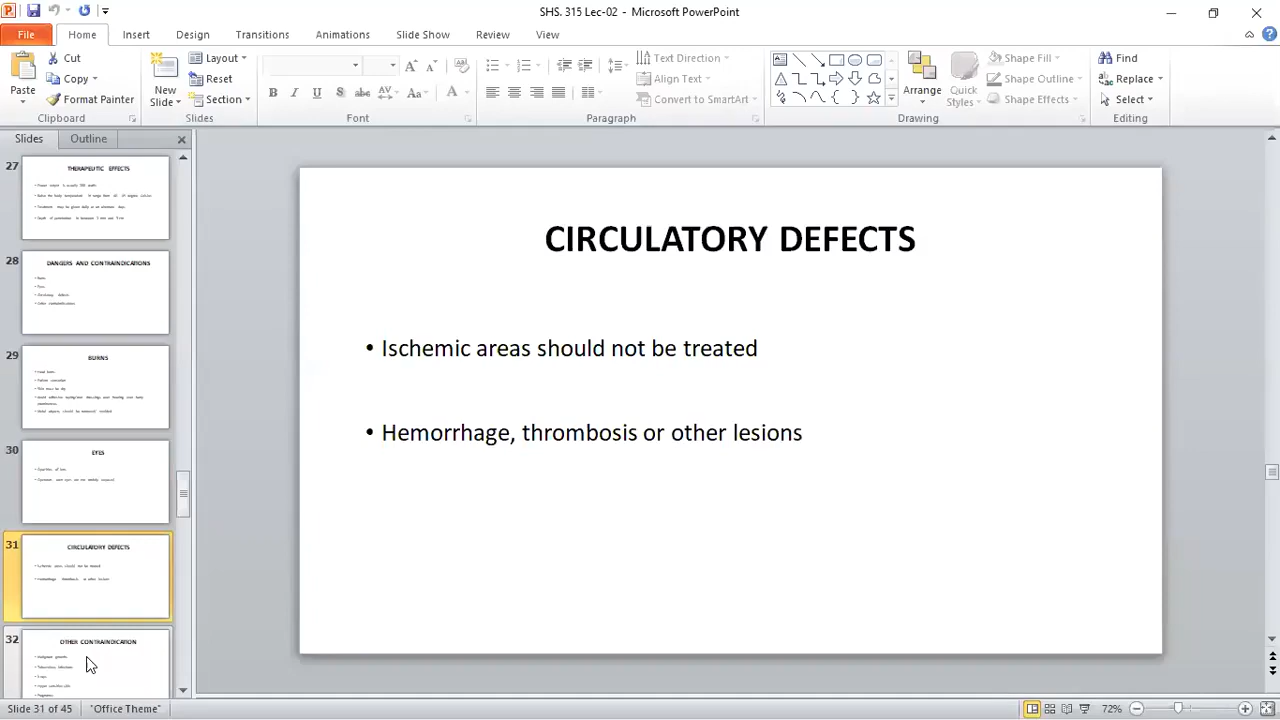 SHS. 315 Lec-02 - Microsoft PowerPoint
File Home Insert Design Transitions Animations Slide Show Review View
Cut
Copy
Format Painter
Paste
Clipboard
New Slide
Layout
Reset
Section
Slides
B I U S abc AV Aa A
Font
Text Direction
Align Text
Convert to SmartArt
Paragraph
Arrange
Quick Styles
Shape Fill
Shape Outline
Shape Effects
Drawing
Find
Replace
Select
Editing
Slides Outline
27
THERAPEUTIC EFFECTS
28
DANGERS AND CONTRAINDICATIONS
29
BURNS
30
EYES
31
CIRCULATORY DEFECTS
32
OTHER CONTRAINDICATION
CIRCULATORY DEFECTS
• Ischemic areas should not be treated
• Hemorrhage, thrombosis or other lesions
Slide 31 of 45 "Office Theme" 72%